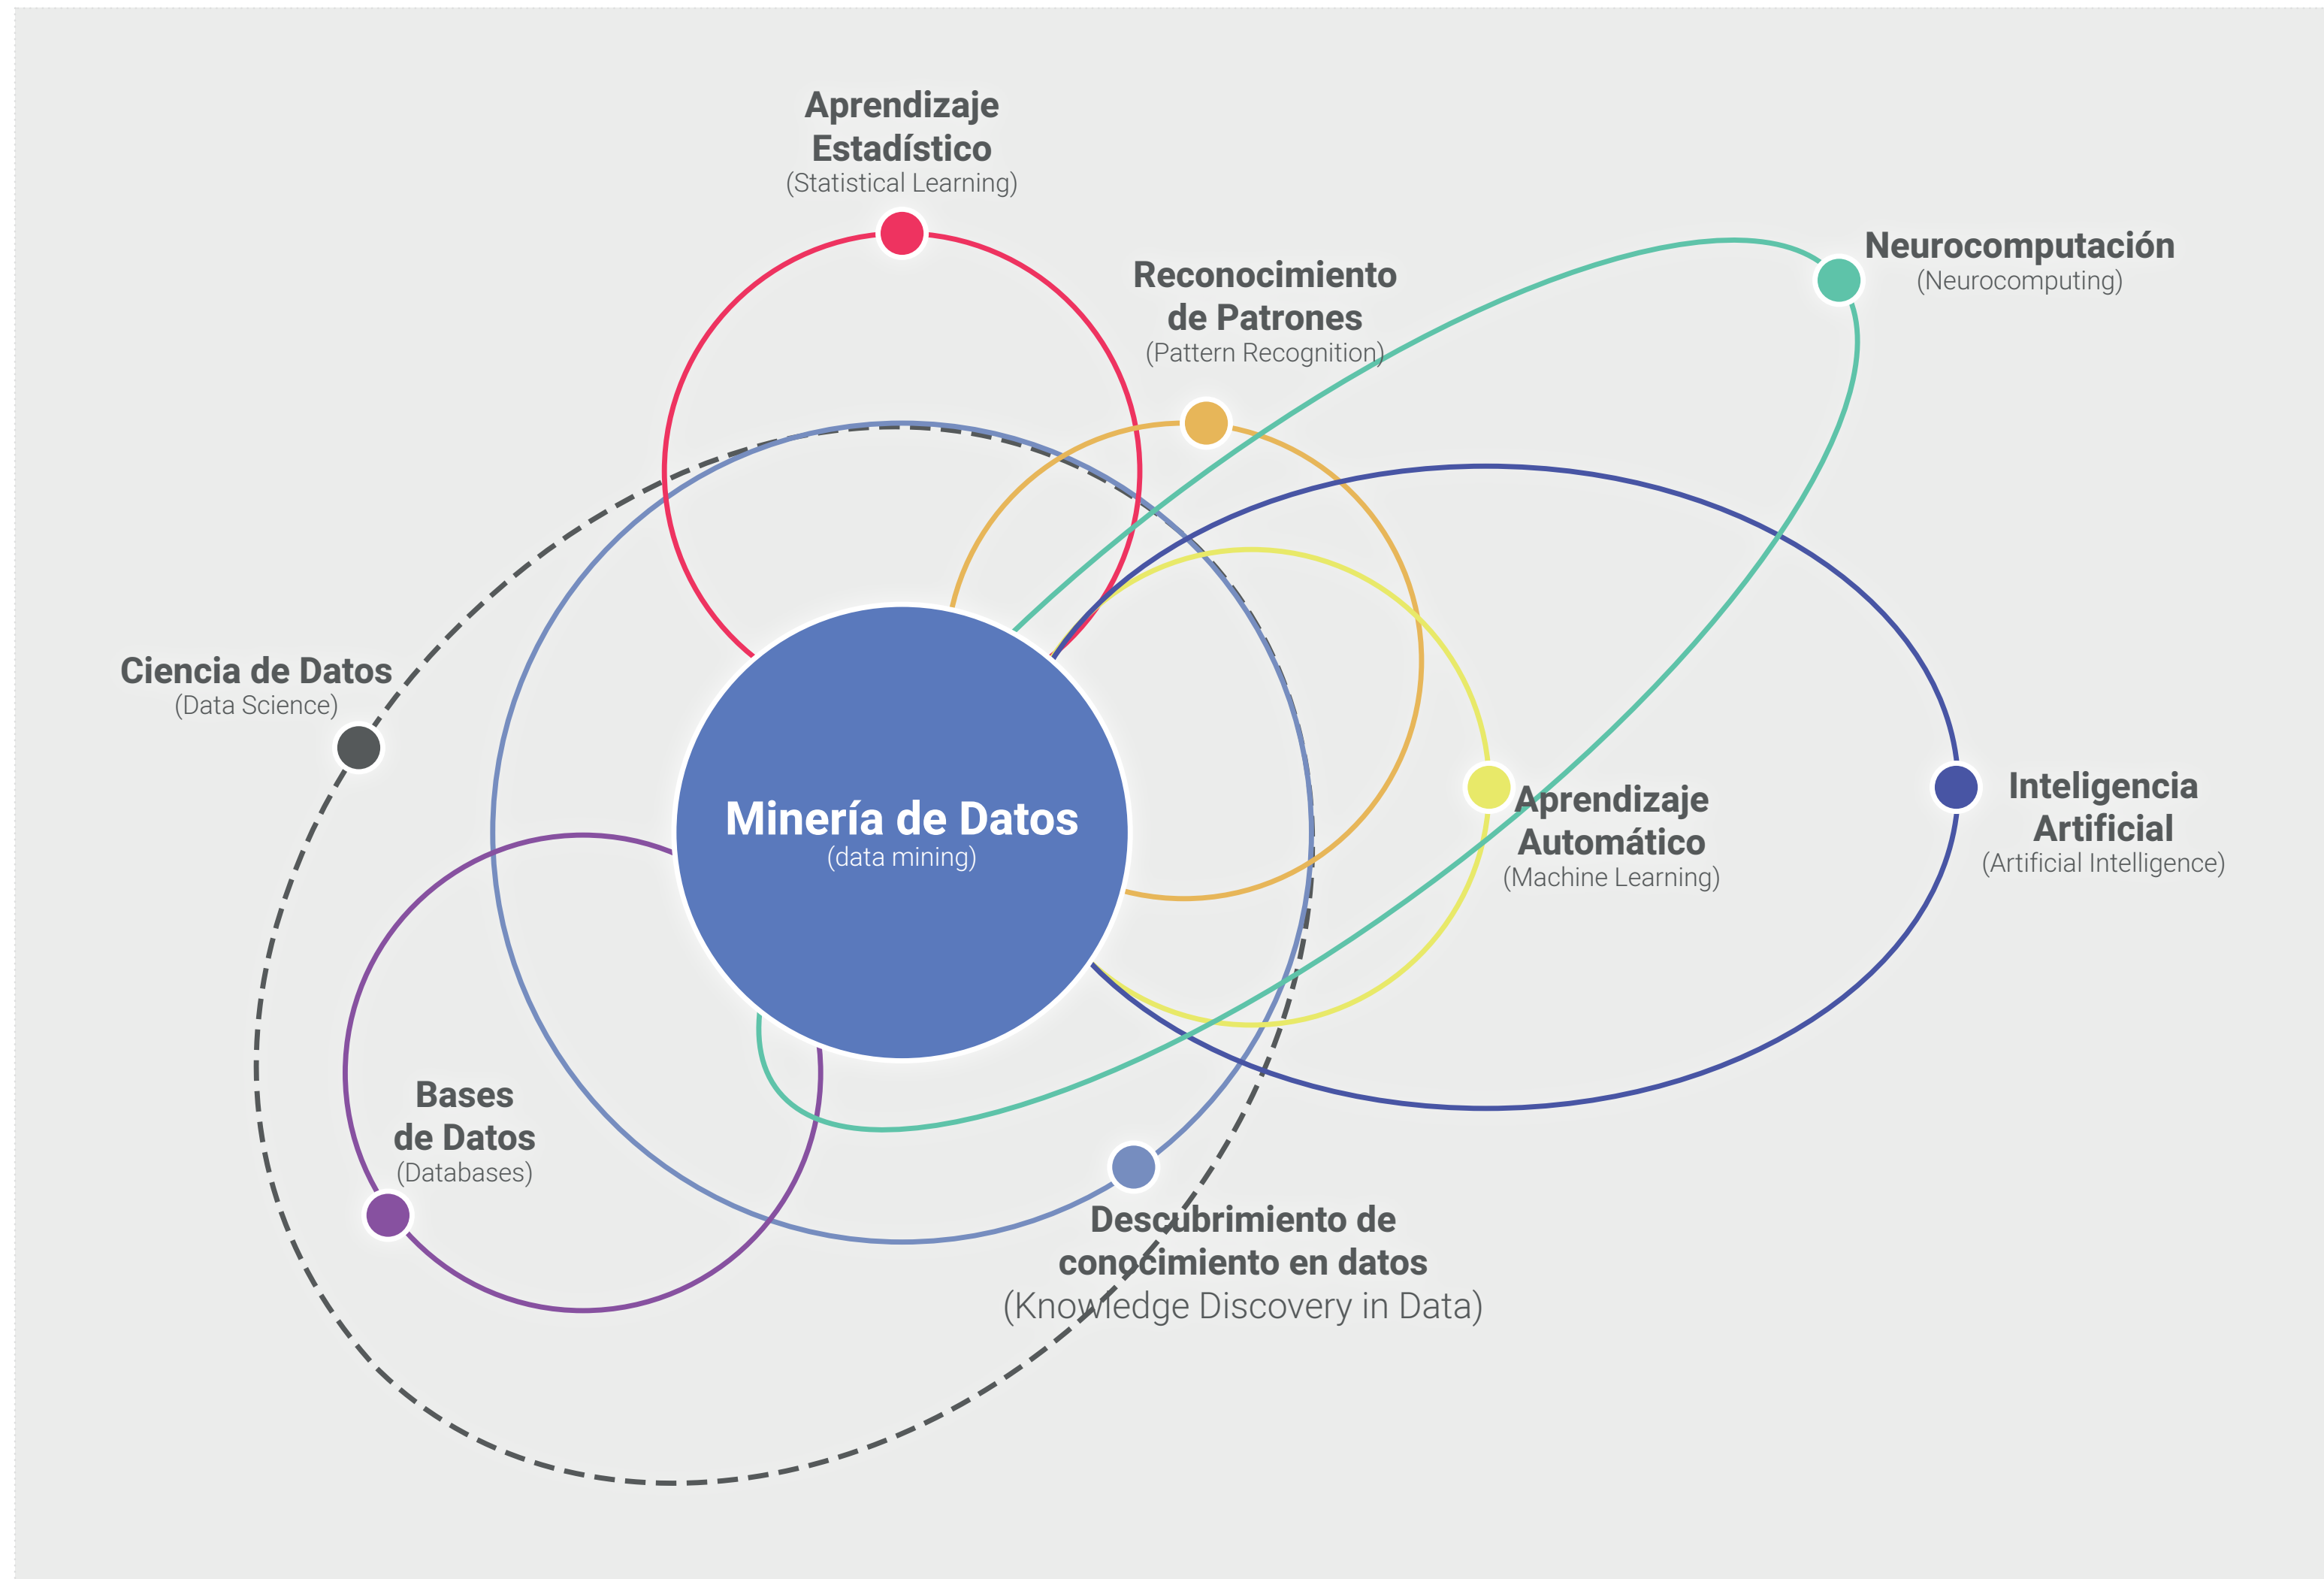 Aprendizaje
Estadístico
(Statistical Learning)
Neurocomputación
(Neurocomputing)
Reconocimiento
de Patrones
(Pattern Recognition)
Ciencia de Datos
(Data Science)
Minería de Datos
(data mining)
Aprendizaje
Automático
(Machine Learning)
Inteligencia
Artificial
(Artificial Intelligence)
Bases
de Datos
(Databases)
Descubrimiento de
conocimiento en datos
(Knowledge Discovery in Data)